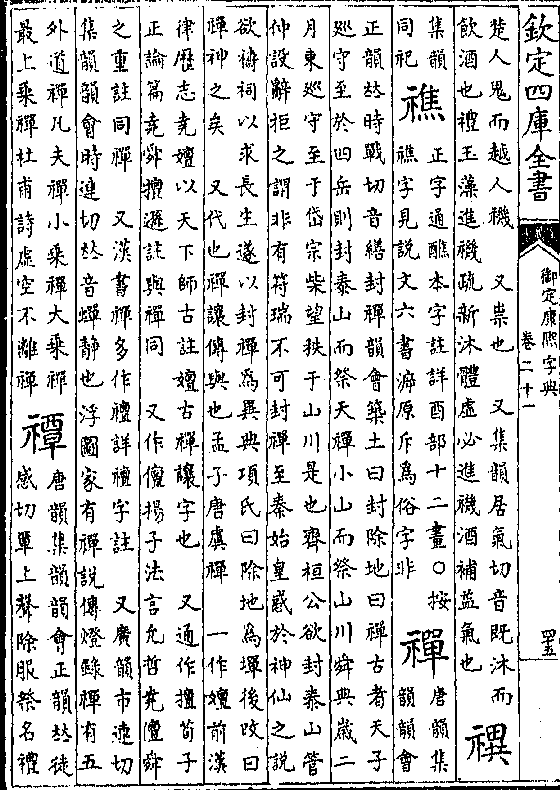 欽定四庫全書
御定康熙字典
卷二十一
四五
楚人鬼而越人禨　又祟也　又集韻居氣切音既沐而
飲酒也禮玉藻進禨疏新沐體虛必進禨酒補益氣也
禩
集韻
同祀
𥛲
正字通醮本字註詳酉部十二畫○按
𥛲字見說文六書溯原斥為俗字非
禪
唐韻集
韻韻會
正韻𠀤時戰切音繕封禪韻會築土曰封除地曰禪古者天子
巡守至於四岳則封泰山而祭天禪小山而祭山川舜典歲二
月東巡守至于岱宗柴望秩于山川是也齊桓公欲封泰山管
仲設辭拒之謂非有符瑞不可封禪至秦始皇惑於神仙之說
欲禱祠以求長生遂以封禪為異典項氏曰除地為墠後改曰
禪神之矣　又代也禪讓傳與也孟子唐虞禪　一作嬗前漢
律歷志堯嬗以天下師古註嬗古禪讓字也　又通作擅荀子
正論篇堯舜擅讓註與禪同　又作儃揚子法言允哲堯儃舜
之重註同禪　又漢書禪多作䄠詳䄠字註　又廣韻市連切
集韻韻會時連切𠀤音蟬靜也　浮圖家有禪說傳燈錄禪有五
外道禪凡夫禪小乘禪大乘禪
最上乘禪杜甫詩虛空不離禪
禫
唐韻集韻韻會正韻𠀤徒
感切覃上聲除服祭名禮